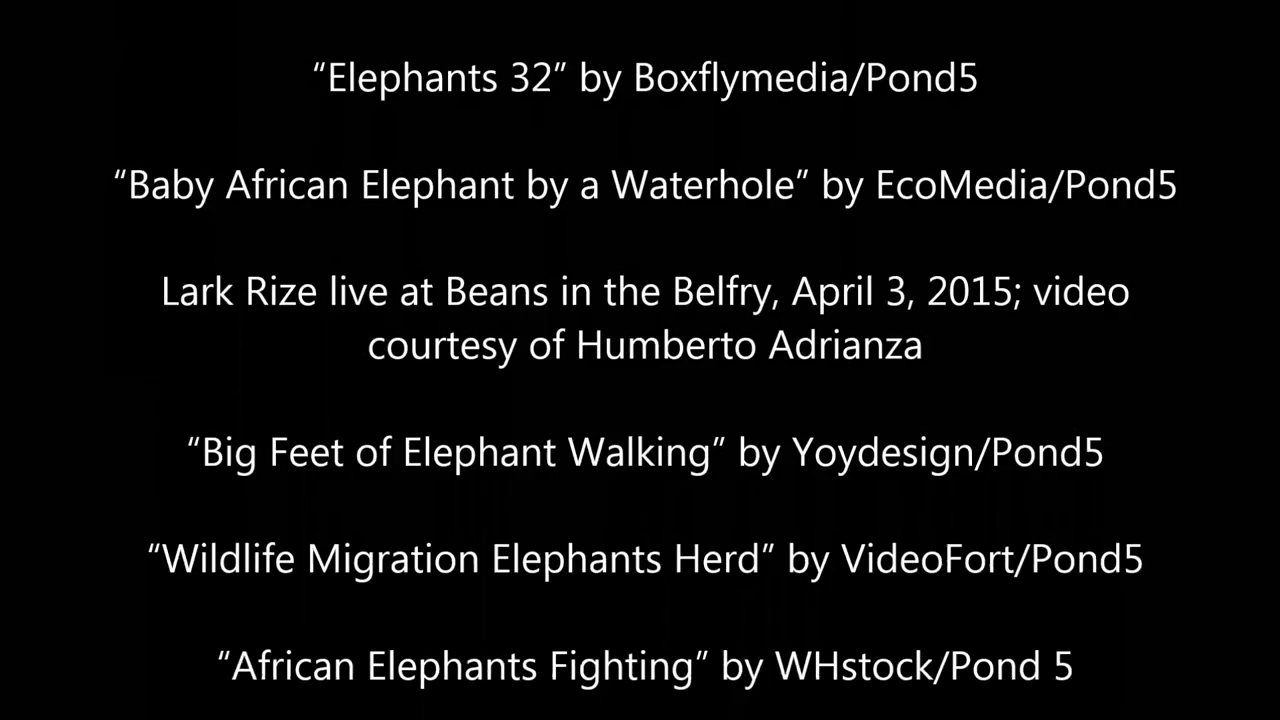 “Elephants 32” by Boxflymedia/Pond5
“Baby African Elephant by a Waterhole” by EcoMedia/Pond5
Lark Rize live at Beans in the Belfry, April 3, 2015; video
courtesy of Humberto Adrianza
“Big Feet of Elephant Walking” by Yoydesign/Pond5
“Wildlife Migration Elephants Herd” by VideoFort/Pond5
“African Elephants Fighting” by WHstock/Pond 5